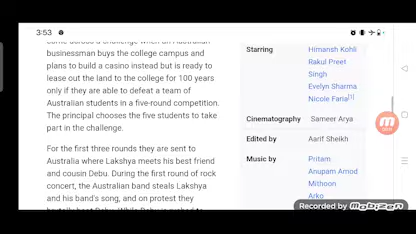 3:53
come across a challenge when an Australian
businessman buys the college campus and
plans to build a casino instead but is ready to
lease out the land to the college for 100 years
only if they are able to defeat a team of
Australian students in a five-round competition.
The principal chooses the five students to take
part in the challenge.
For the first three rounds they are sent to
Australia where Lakshya meets his best friend
and cousin Debu. During the first round of rock
concert, the Australian band steals Lakshya
and his band's song, and on protest they
Starring
Himansh Kohli
Rakul Preet
Singh
Evelyn Sharma
Nicole Faria[1]
Cinematography Sameer Arya
Edited by Aarif Sheikh
Music by
Pritam
Anupam Amod
Mithoon
Arko
Recorded by mobizen